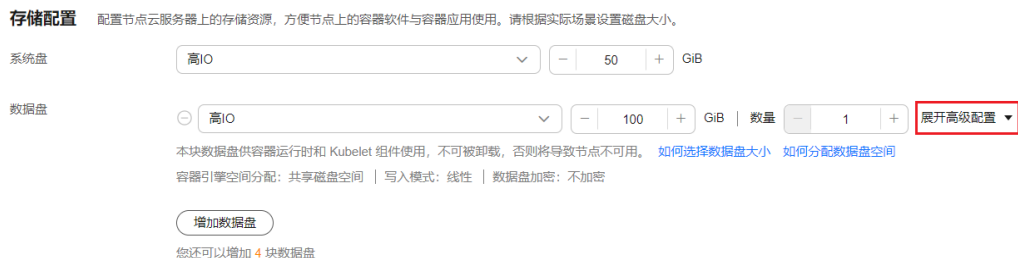 存储配置 配置节点云服务器上的存储资源，方便节点上的容器软件与容器应用使用。请根据实际场景设置磁盘大小。
系统盘 高IO − 50 + GiB
数据盘 高IO − 100 + GiB | 数量 − 1 + 展开高级配置
本块数据盘供容器运行时和 Kubelet 组件使用，不可被卸载，否则将导致节点不可用。 如何选择数据盘大小 如何分配数据盘空间
容器引擎空间分配：共享磁盘空间 | 写入模式：线性 | 数据盘加密：不加密
增加数据盘
您还可以增加 4 块数据盘